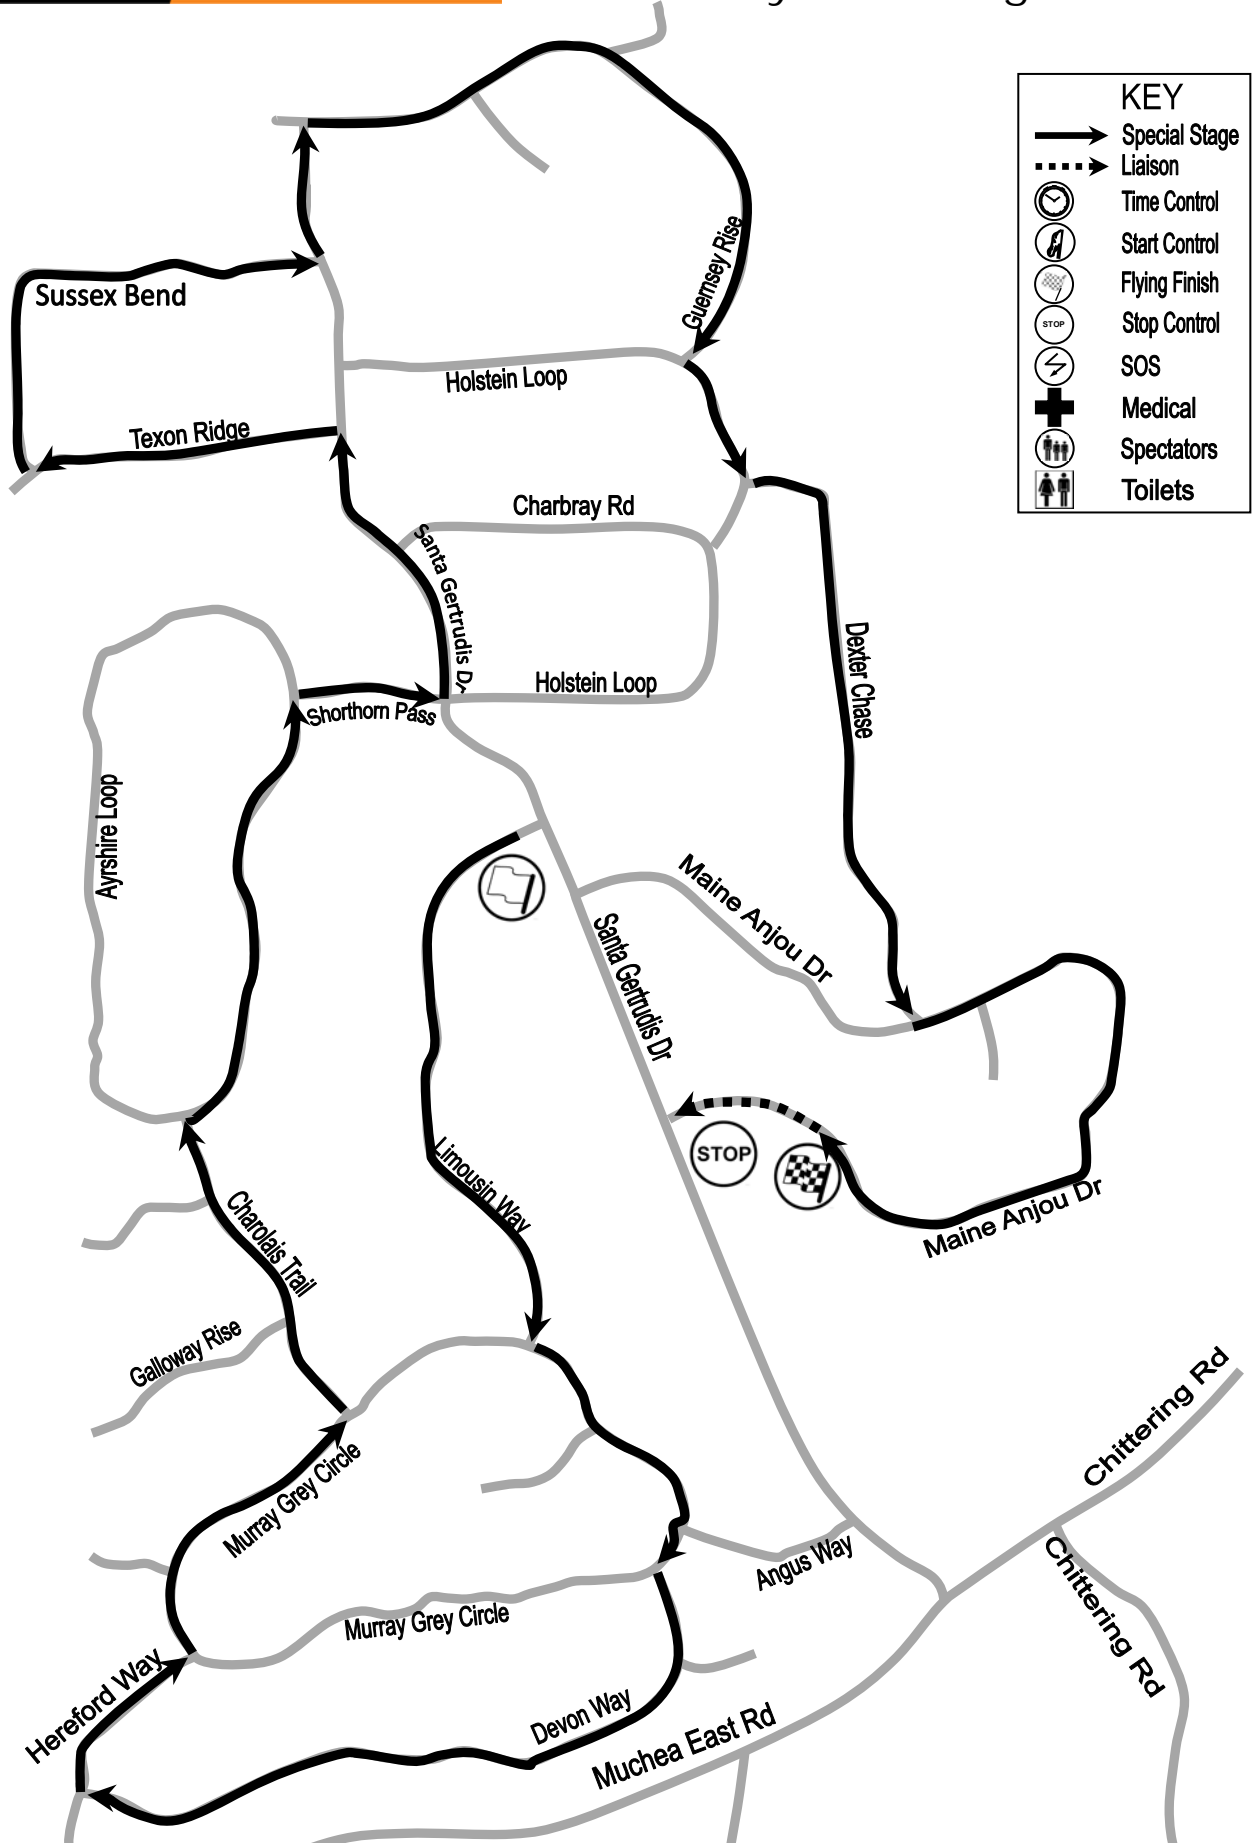 KEY
Special Stage
Liaison
Time Control
Start Control
Flying Finish
STOP
Stop Control
SOS
Medical
Spectators
Toilets
Guernsey Rise
Sussex Bend
Holstein Loop
Texon Ridge
Charbray Rd
Santa Gertrudis Dr
Holstein Loop
Dexter Chase
Shorthorn Pass
Ayrshire Loop
Maine Anjou Dr
Santa Gertrudis Dr
STOP
Limousin Way
Maine Anjou Dr
Charolais Trail
Galloway Rise
Chittering Rd
Murray Grey Circle
Angus Way
Chittering Rd
Murray Grey Circle
Hereford Way
Devon Way
Muchea East Rd